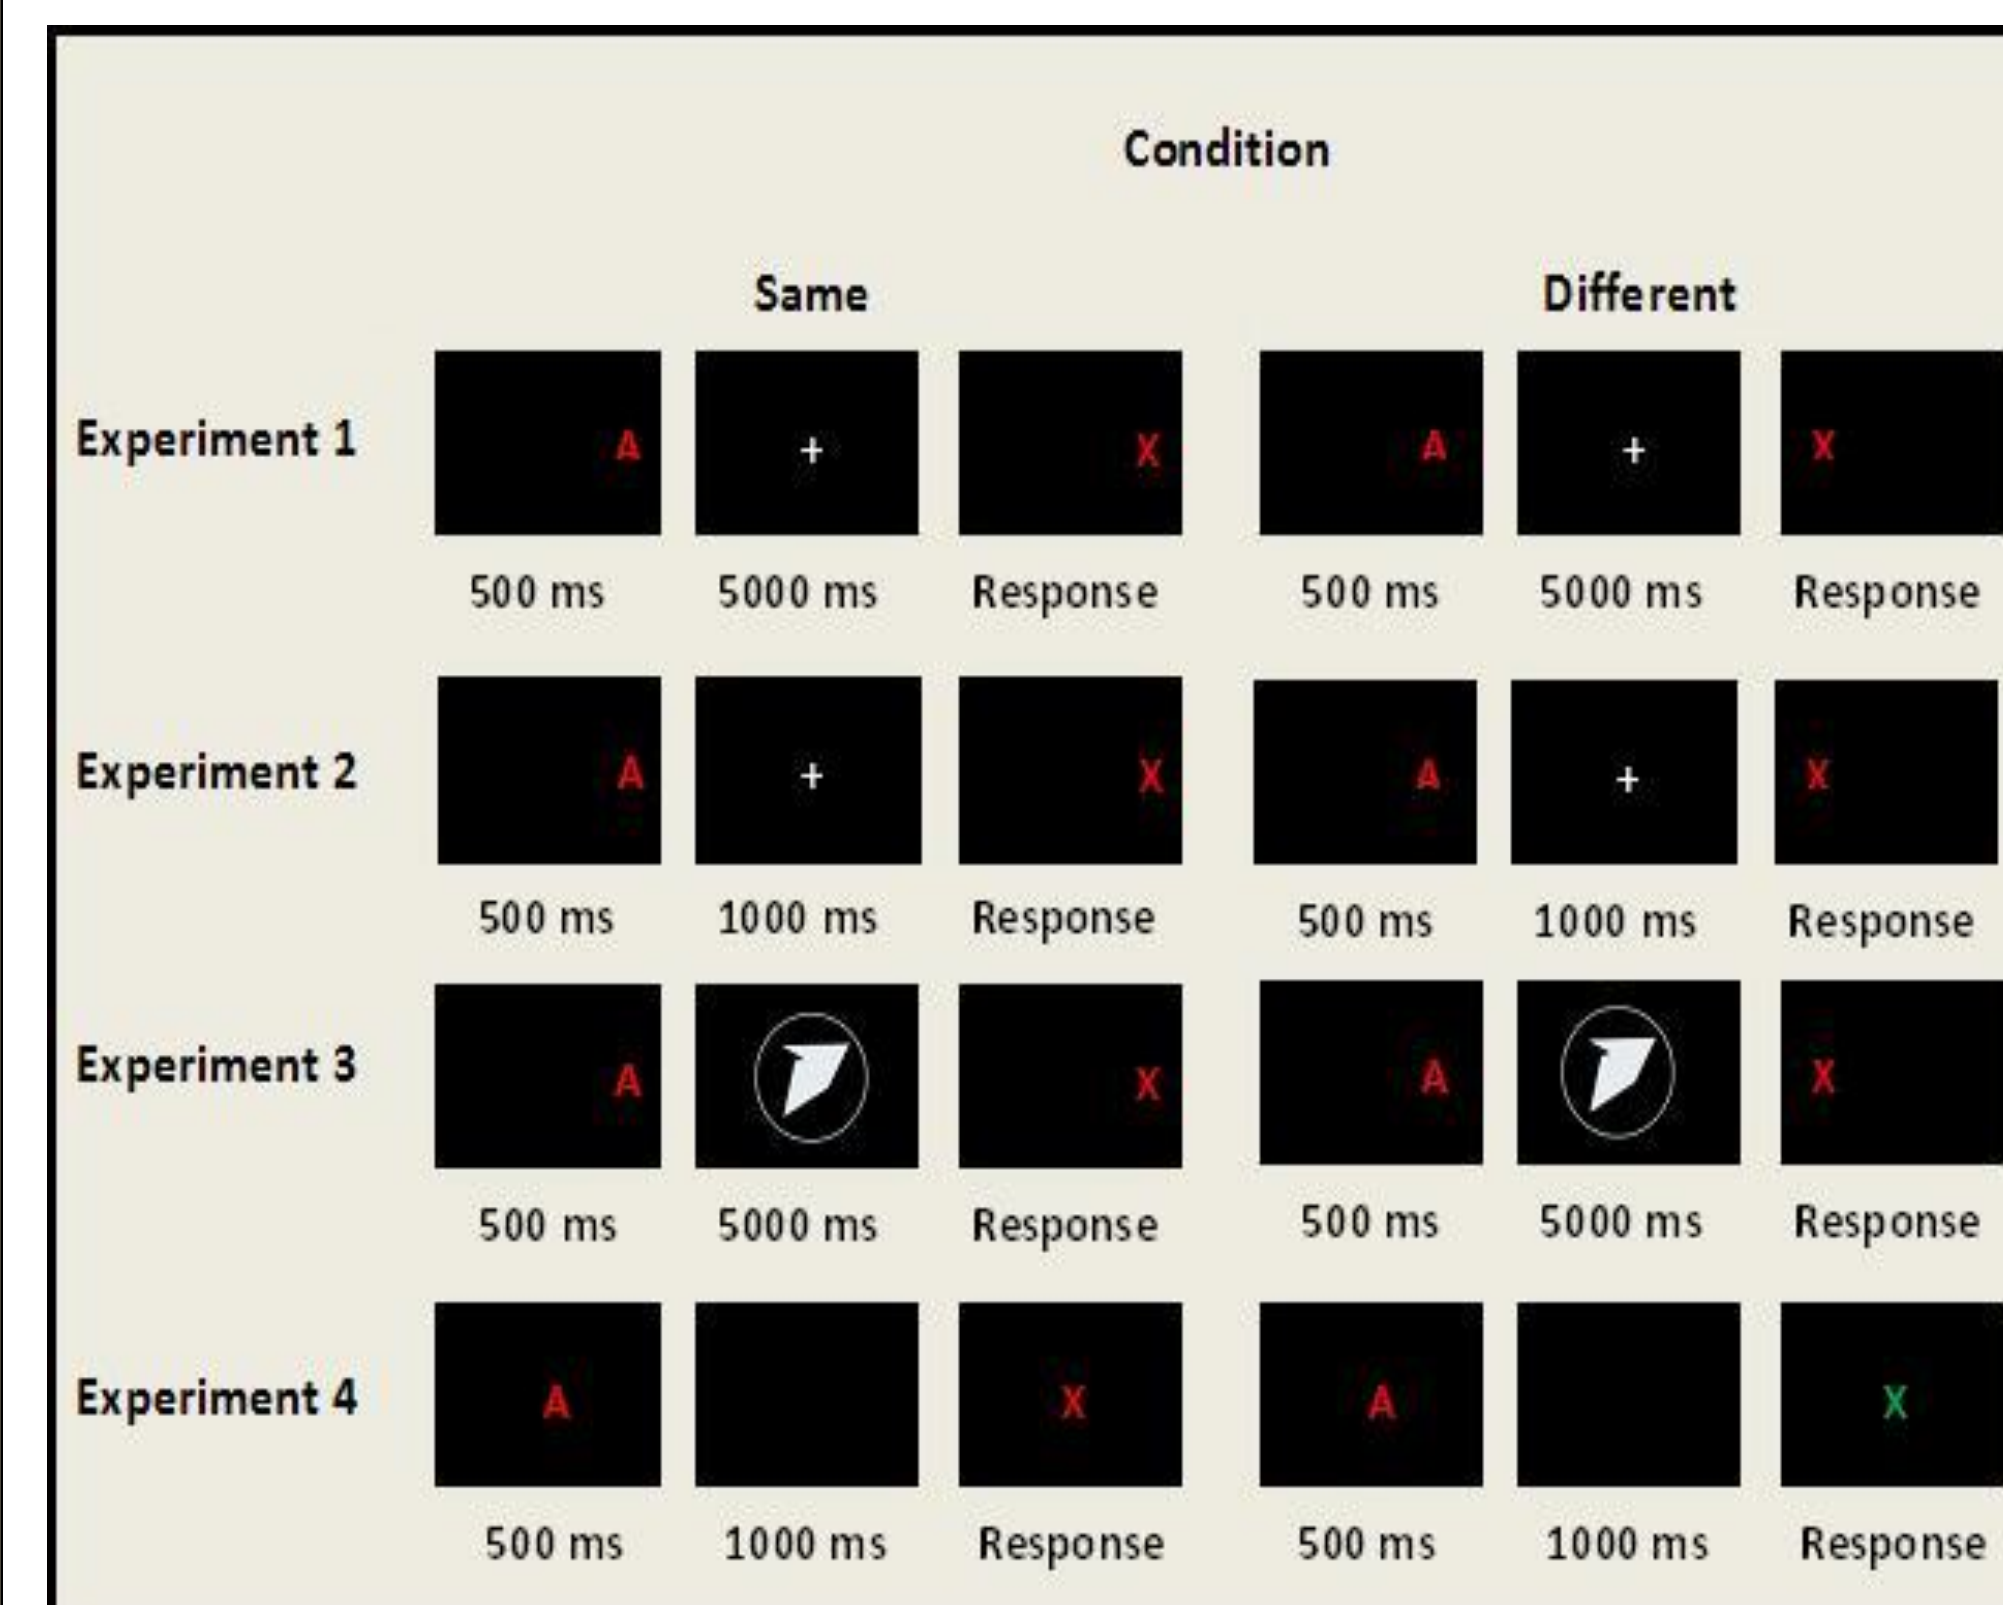 Condition
Same Different
Experiment 1 A + X A + X
500 ms 5000 ms Response 500 ms 5000 ms Response
Experiment 2 A + X A + X
500 ms 1000 ms Response 500 ms 1000 ms Response
Experiment 3 A X A X
500 ms 5000 ms Response 500 ms 5000 ms Response
Experiment 4 A X A X
500 ms 1000 ms Response 500 ms 1000 ms Response